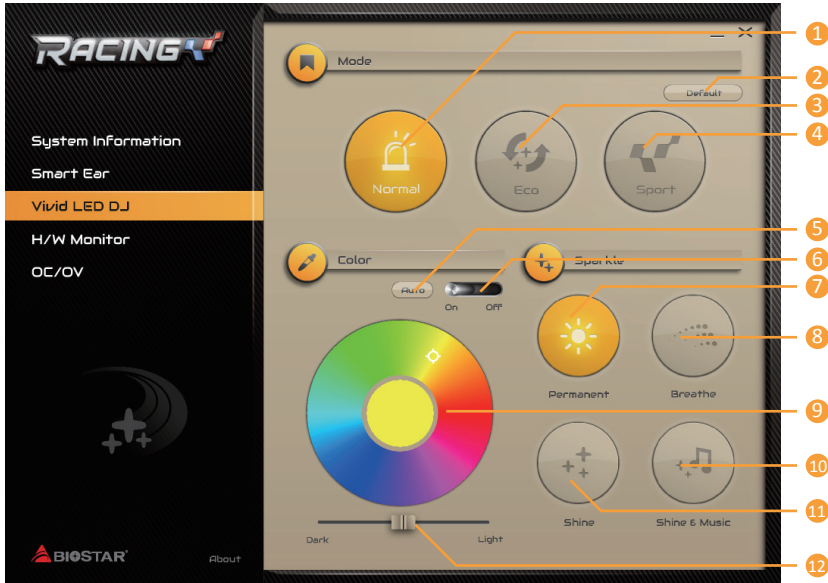 RACING
System Information
Smart Ear
Vivid LED DJ
H/W Monitor
OC/OV
BIOSTAR
About
Mode
Default
Normal
Eco
Sport
Color
Auto
On Off
Dark
Light
Sparkle
Permanent
Breathe
Shine
Shine & Music
1
2
3
4
5
6
7
8
9
10
11
12